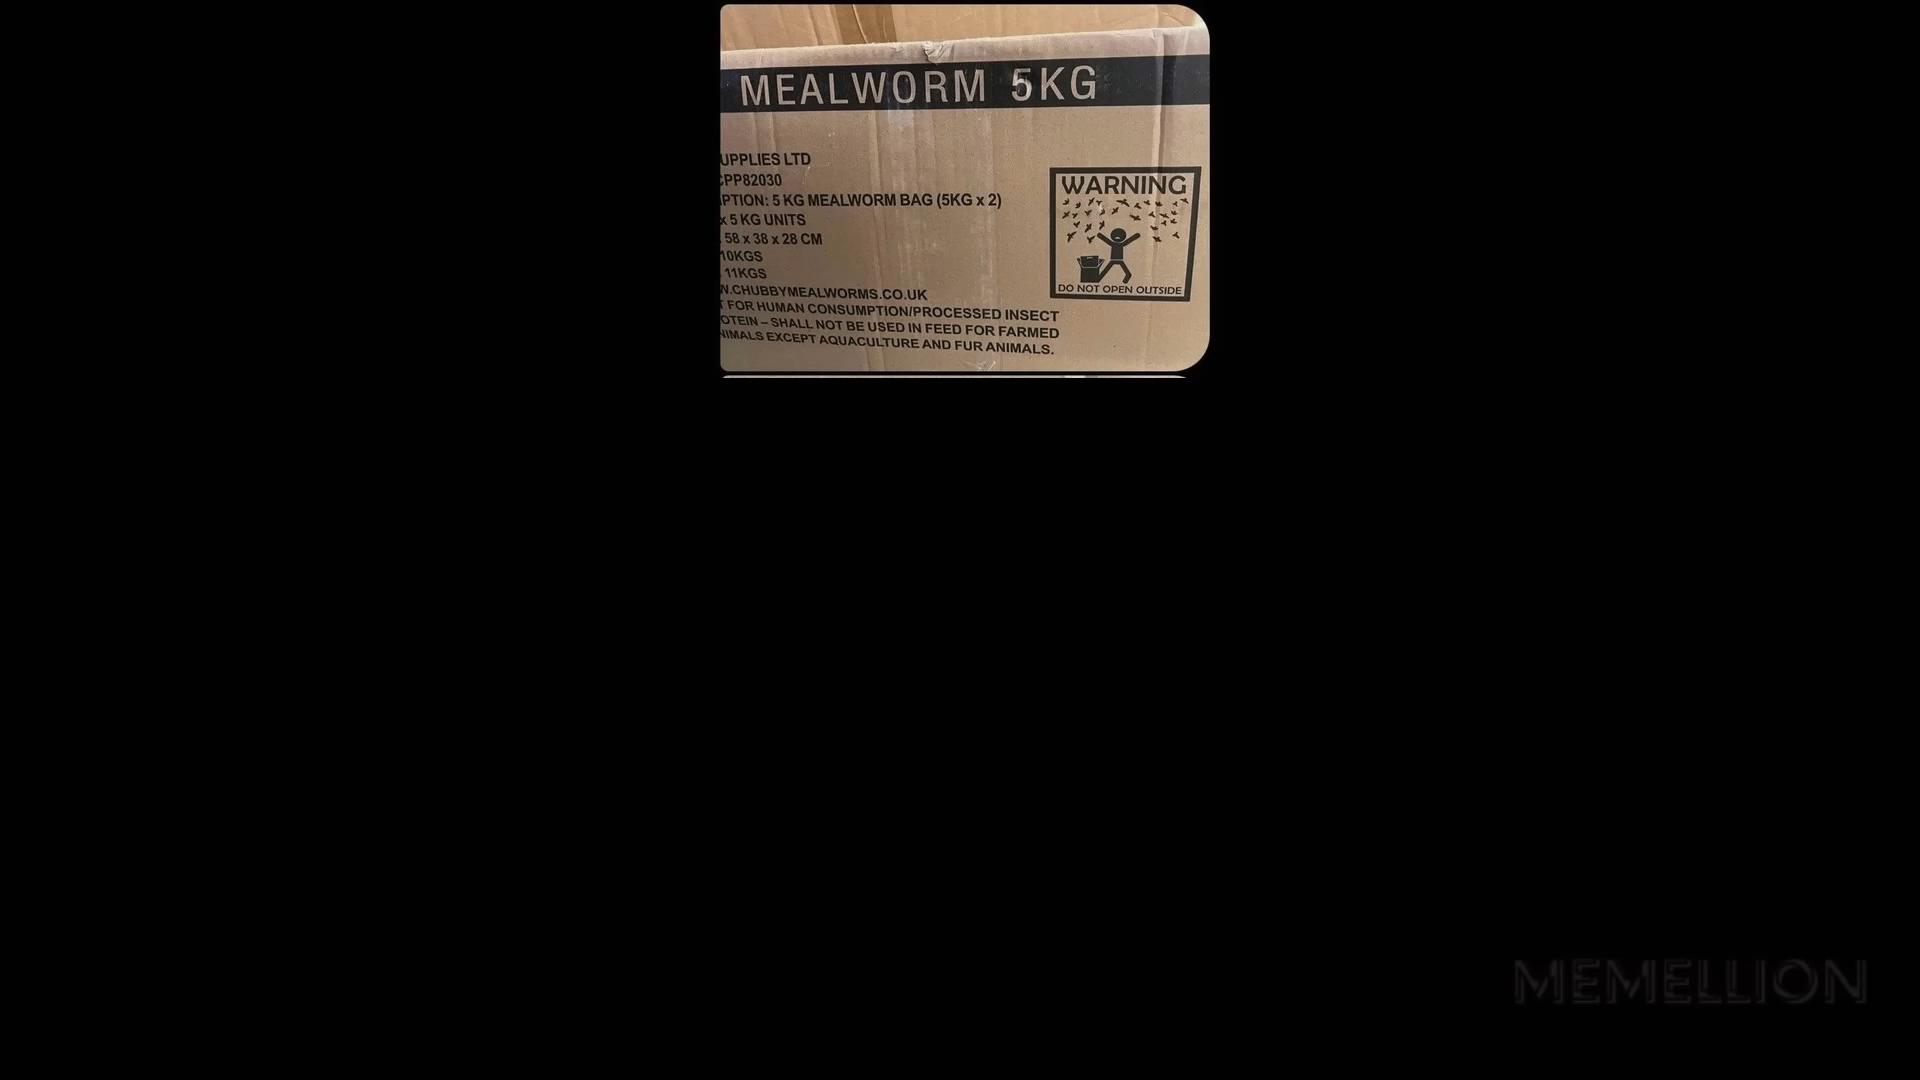 MEALWORM 5KG
UPPLIES LTD
CPP82030
IPTION: 5 KG MEALWORM BAG (5KG x 2)
x 5 KG UNITS
58 x 38 x 28 CM
10KGS
11KGS
W.CHUBBYMEALWORMS.CO.UK
T FOR HUMAN CONSUMPTION/PROCESSED INSECT
OTEIN – SHALL NOT BE USED IN FEED FOR FARMED
NIMALS EXCEPT AQUACULTURE AND FUR ANIMALS.
WARNING
DO NOT OPEN OUTSIDE
MEMELLION